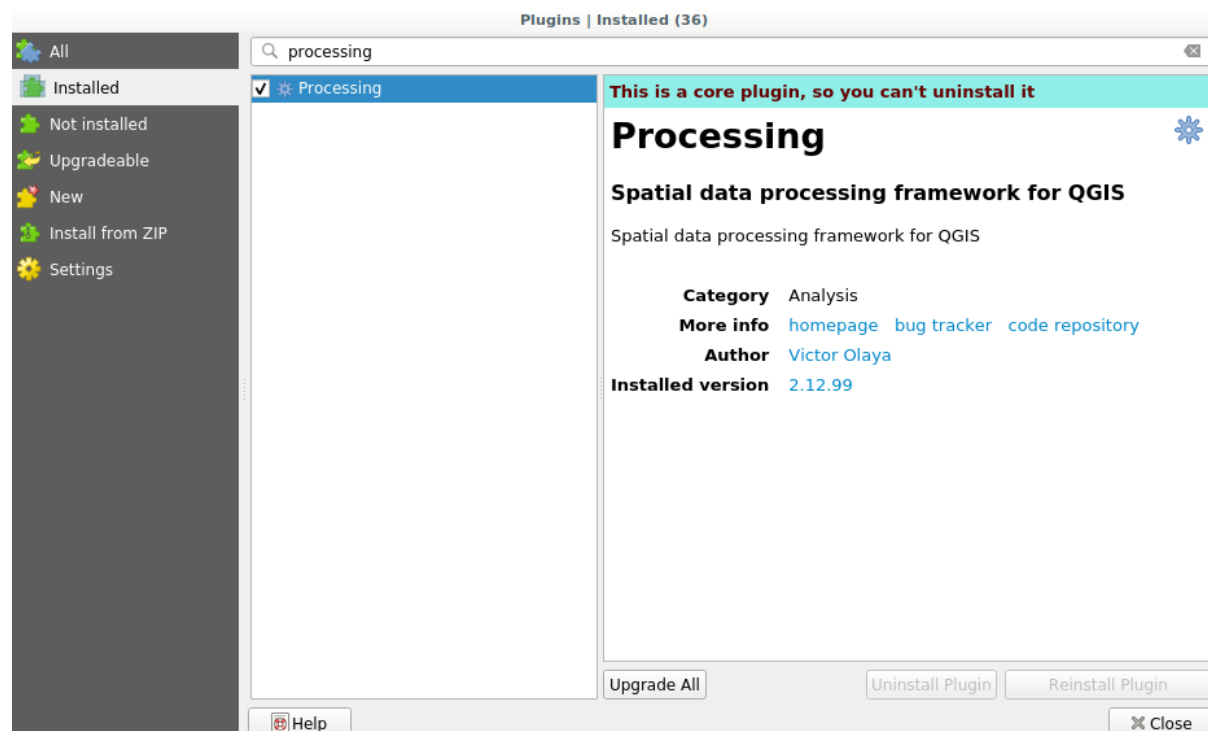 Plugins | Installed (36)
All
Installed
Not installed
Upgradeable
New
Install from ZIP
Settings
processing
Processing
This is a core plugin, so you can't uninstall it
Processing
Spatial data processing framework for QGIS
Spatial data processing framework for QGIS
Category Analysis
More info homepage bug tracker code repository
Author Victor Olaya
Installed version 2.12.99
Upgrade All Uninstall Plugin Reinstall Plugin
Help Close